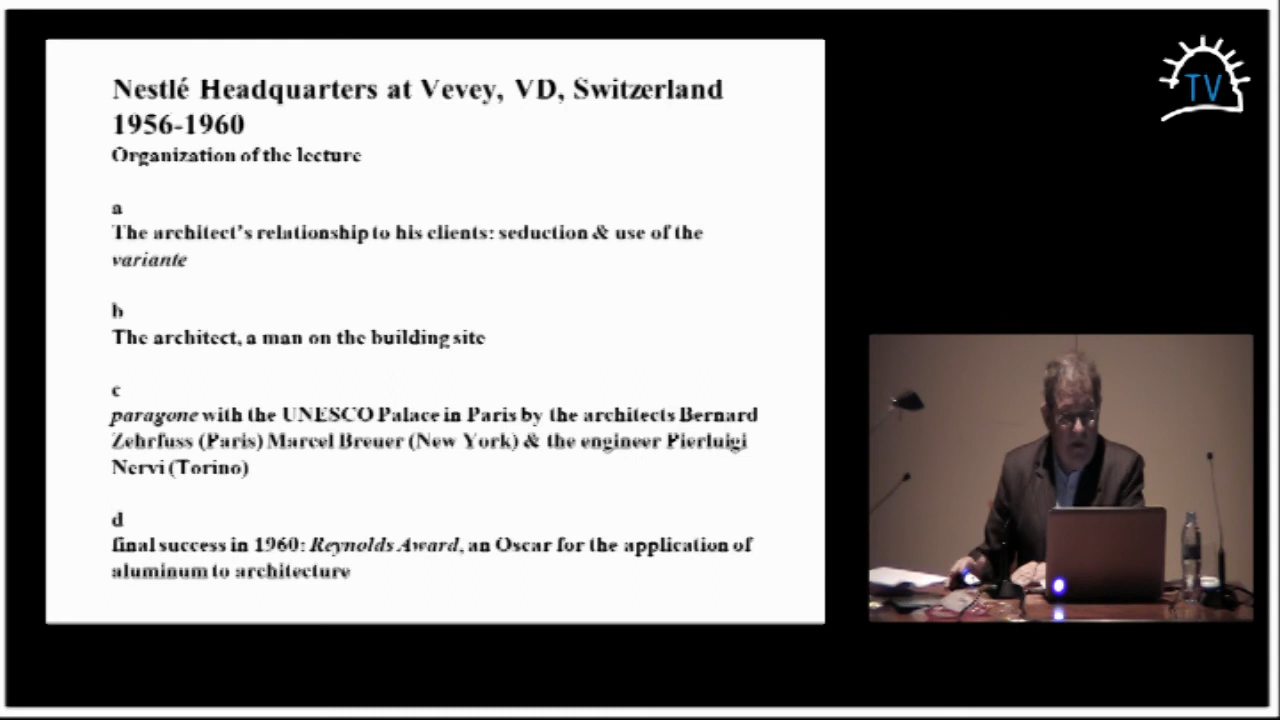 Nestlé Headquarters at Vevey, VD, Switzerland
1956-1960
Organization of the lecture
a
The architect's relationship to his clients: seduction & use of the
variante
b
The architect, a man on the building site
c
paragone with the UNESCO Palace in Paris by the architects Bernard
Zehrfuss (Paris) Marcel Breuer (New York) & the engineer Pierluigi
Nervi (Torino)
d
final success in 1960: Reynolds Award, an Oscar for the application of
aluminum to architecture
TV